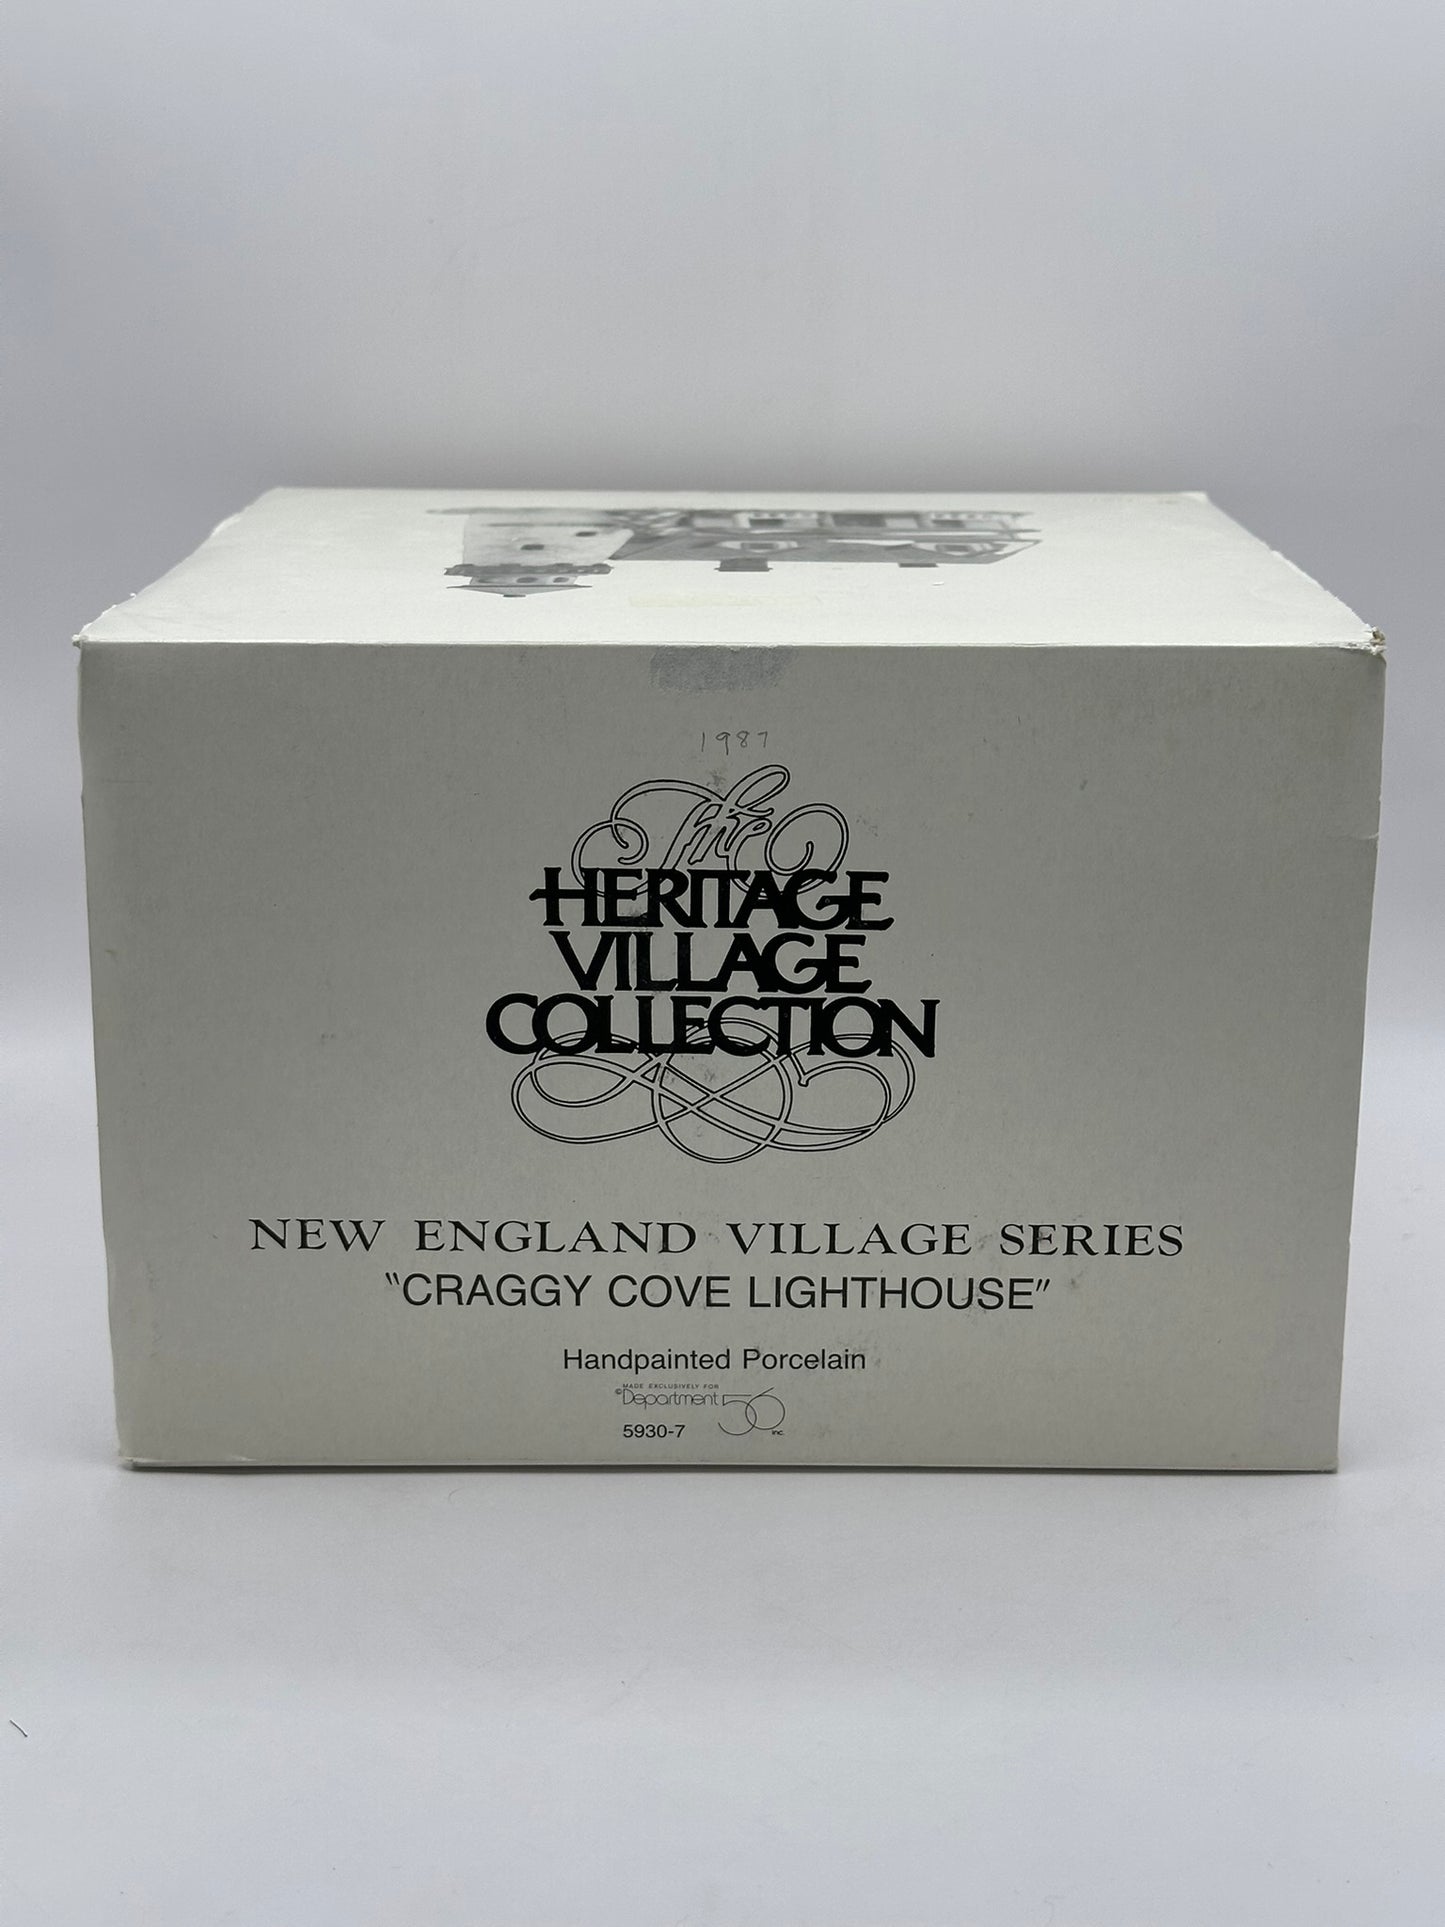 1987
The
HERITAGE
VILLAGE
COLLECTION
NEW ENGLAND VILLAGE SERIES
"CRAGGY COVE LIGHTHOUSE"
Handpainted Porcelain
MADE EXCLUSIVELY FOR
©Department 56 inc.
5930-7